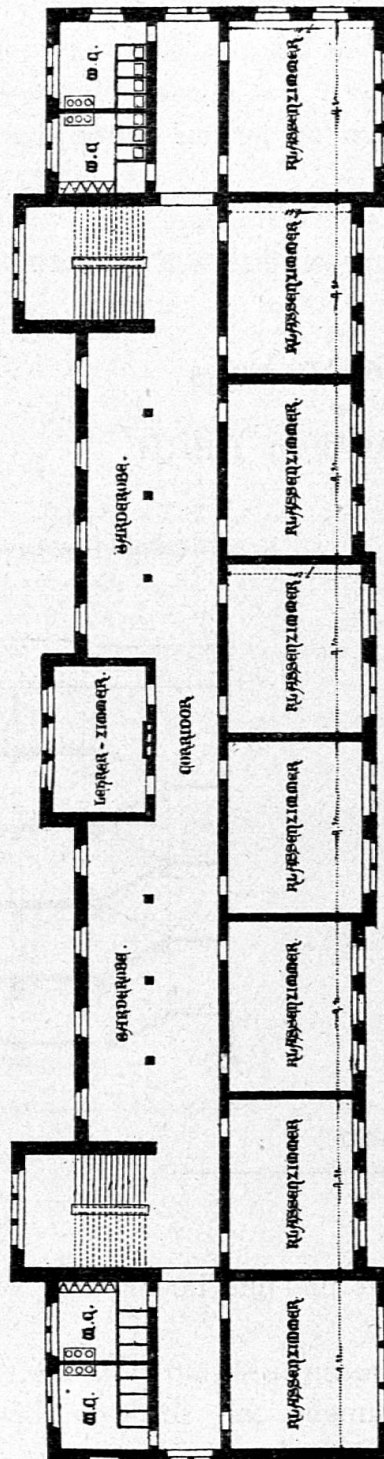 W.C.
W.C.
KLASSENZIMMER.
KLASSENZIMMER.
KLASSENZIMMER.
GARDEROBE.
KLASSENZIMMER.
LEHRER-ZIMMER.
CORRIDOR
KLASSENZIMMER
GARDEROBE.
KLASSENZIMMER
KLASSENZIMMER
W.C.
W.C.
KLASSENZIMMER